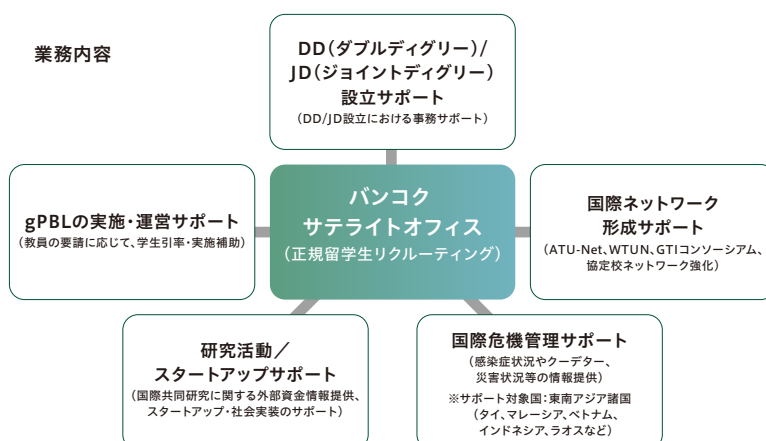 業務内容
DD(ダブルディグリー)/
JD(ジョイントディグリー)
設立サポート
(DD/JD設立における事務サポート)
gPBLの実施・運営サポート
(教員の要請に応じて、学生引率・実施補助)
バンコク
サテライトオフィス
(正規留学生リクルーティング)
国際ネットワーク
形成サポート
(ATU-Net、WTUN、GTIコンソーシアム、
協定校ネットワーク強化)
研究活動/
スタートアップサポート
(国際共同研究に関する外部資金情報提供、
スタートアップ・社会実装のサポート)
国際危機管理サポート
(感染症状況やクーデター、
災害状況等の情報提供)
※サポート対象国:東南アジア諸国
(タイ、マレーシア、ベトナム、
インドネシア、ラオスなど)